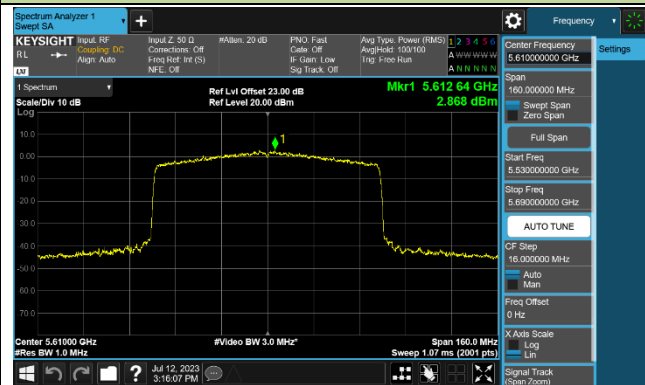 Spectrum Analyzer 1
Swept SA
Frequency
KEYSIGHT
RL
LXI
Input: RF
Coupling: DC
Align: Auto
Input Z: 50 Ω
Corrections: Off
Freq Ref: Int (S)
NFE: Off
#Atten: 20 dB
PNO: Fast
Gate: Off
IF Gain: Low
Sig Track: Off
Avg Type: Power (RMS)
Avg|Hold: 100/100
Trig: Free Run
1 2 3 4 5 6
A W W W W W
A N N N N N
1 Spectrum
Scale/Div 10 dB
Log
Ref Lvl Offset 23.00 dB
Ref Level 20.00 dBm
Mkr1 5.612 64 GHz
2.868 dBm
10.0
0.00
-10.0
-20.0
-30.0
-40.0
-50.0
-60.0
-70.0
1
Center 5.61000 GHz
#Res BW 1.0 MHz
#Video BW 3.0 MHz*
Span 160.0 MHz
Sweep 1.07 ms (2001 pts)
Center Frequency
5.610000000 GHz
Settings
Span
160.000000 MHz
Swept Span
Zero Span
Full Span
Start Freq
5.530000000 GHz
Stop Freq
5.690000000 GHz
AUTO TUNE
CF Step
16.000000 MHz
Auto
Man
Freq Offset
0 Hz
X Axis Scale
Log
Lin
Signal Track
(Span Zoom)
?
Jul 12, 2023
3:16:07 PM